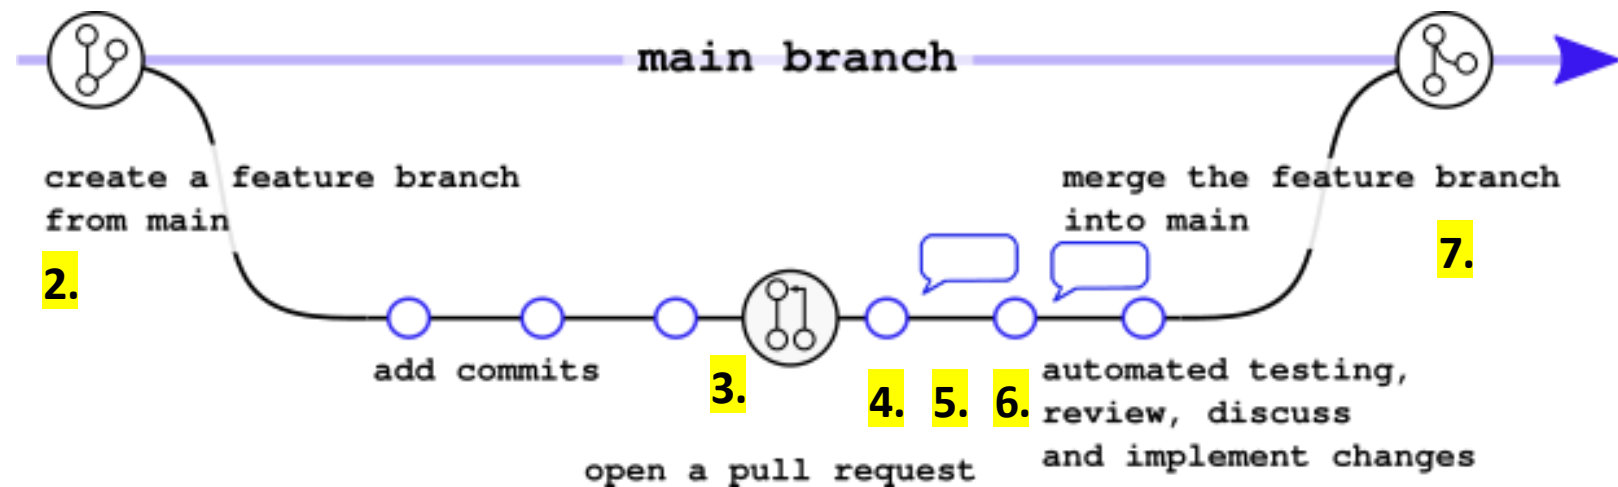 main branch
create a feature branch
from main
2.
merge the feature branch
into main
7.
add commits
3.
open a pull request
4. 5. 6.
automated testing,
review, discuss
and implement changes